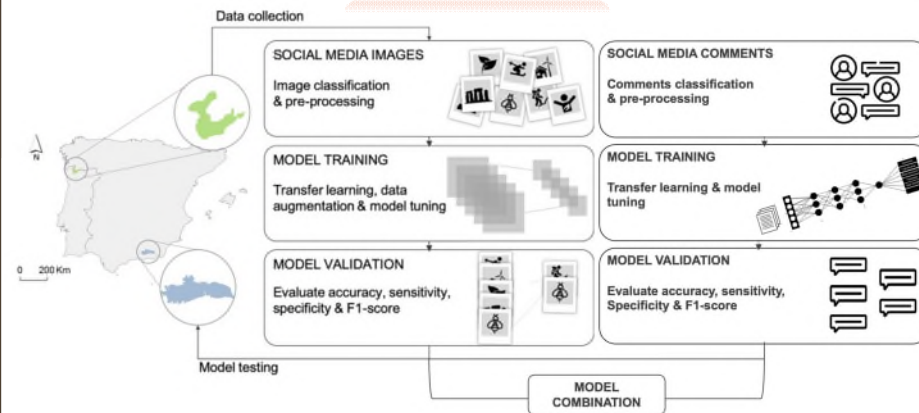 Data collection
SOCIAL MEDIA IMAGES
Image classification
& pre-processing
SOCIAL MEDIA COMMENTS
Comments classification
& pre-processing
N
MODEL TRAINING
Transfer learning, data
augmentation & model tuning
MODEL TRAINING
Transfer learning & model
tuning
0 200 Km
MODEL VALIDATION
Evaluate accuracy, sensitivity,
specificity & F1-score
MODEL VALIDATION
Evaluate accuracy, sensitivity,
Specificity & F1-score
Model testing
MODEL
COMBINATION